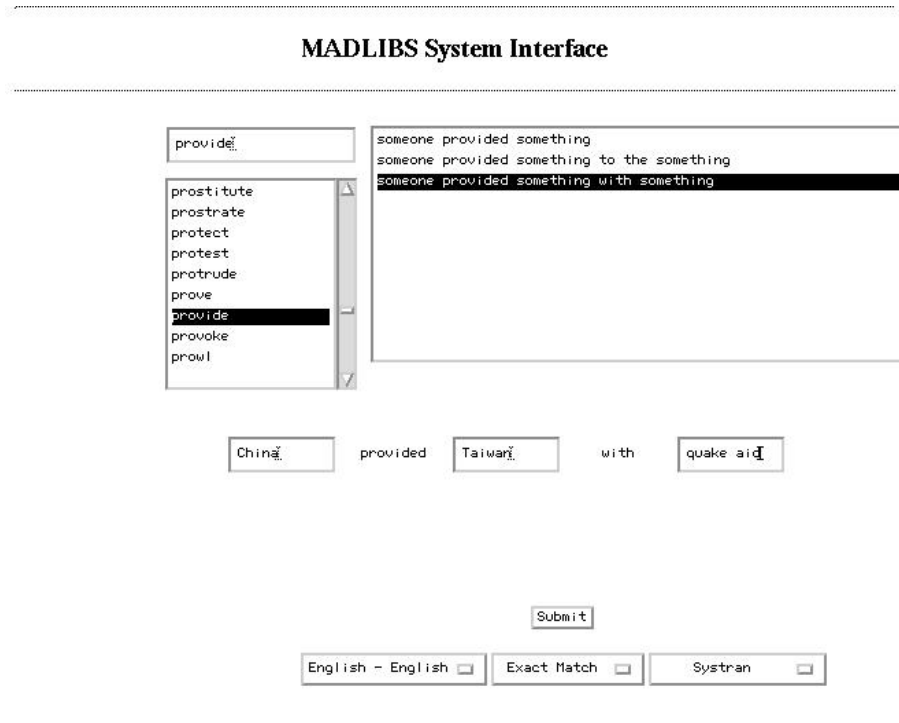 MADLIBS System Interface
provide
someone provided something
someone provided something to the something
someone provided something with something
prostitute
prostrate
protect
protest
protrude
prove
provide
provoke
prowl
China provided Taiwan with quake aid
Submit
English - English Exact Match Systran